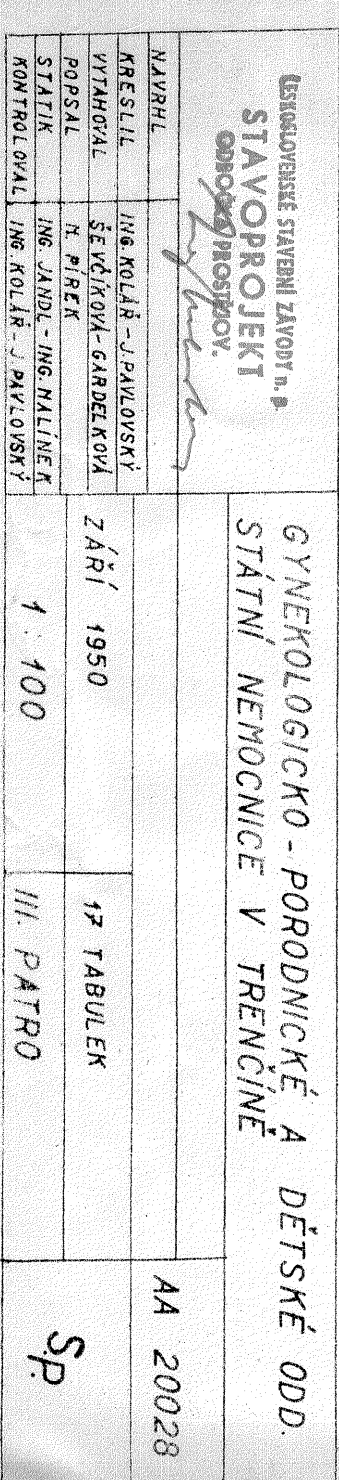 ČESKOSLOVENSKÉ STAVEBNÍ ZÁVODY n. p.
STAVOPROJEKT
ODBOČKA PROSTĚJOV.
GYNEKOLOGICKO - PORODNICKÉ A DĚTSKÉ ODD.
STÁTNÍ NEMOCNICE V TRENČÍNĚ
AA 20028
NAVRHL
KRESLIL ING. KOLÁŘ - J. PAVLOVSKÝ
VYTAHOVAL ŠEVČÍKOVÁ - GARDELKOVÁ
POPSAL M. PÍREK
STATIK ING. JANDL - ING. MALÍNEK
KONTROLOVAL ING. KOLÁŘ - J. PAVLOVSKÝ
ZÁŘÍ 1950
17 TABULEK
1 : 100
III. PATRO
S.p.